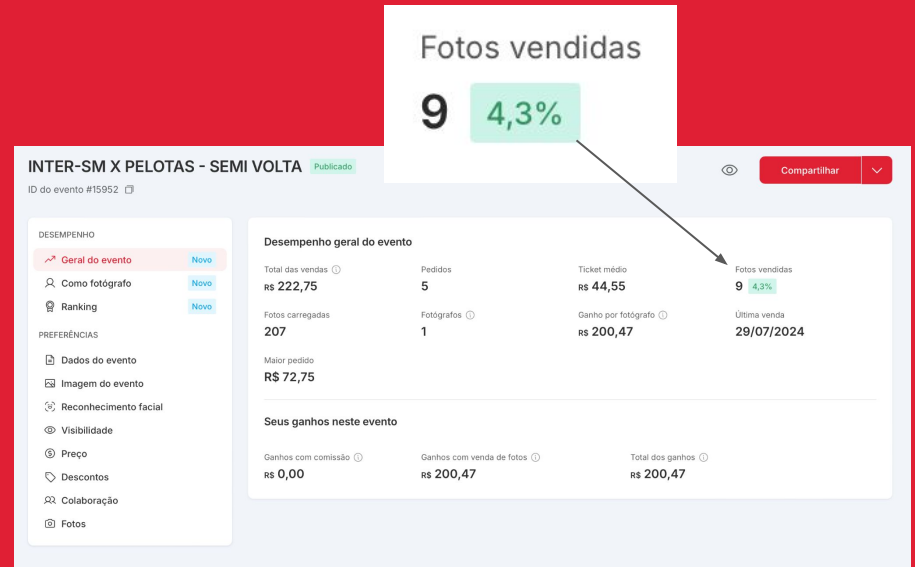 Fotos vendidas
9 4,3%
INTER-SM X PELOTAS - SEMI VOLTA Publicado
ID do evento #15952
Compartilhar
DESEMPENHO
Geral do evento Novo
Como fotógrafo Novo
Ranking Novo
PREFERÊNCIAS
Dados do evento
Imagem do evento
Reconhecimento facial
Visibilidade
Preço
Descontos
Colaboração
Fotos
Desempenho geral do evento
Total das vendas Pedidos Ticket médio Fotos vendidas
R$ 222,75 5 R$ 44,55 9 4,3%
Fotos carregadas Fotógrafos Ganho por fotógrafo Última venda
207 1 R$ 200,47 29/07/2024
Maior pedido
R$ 72,75
Seus ganhos neste evento
Ganhos com comissão Ganhos com venda de fotos Total dos ganhos
R$ 0,00 R$ 200,47 R$ 200,47